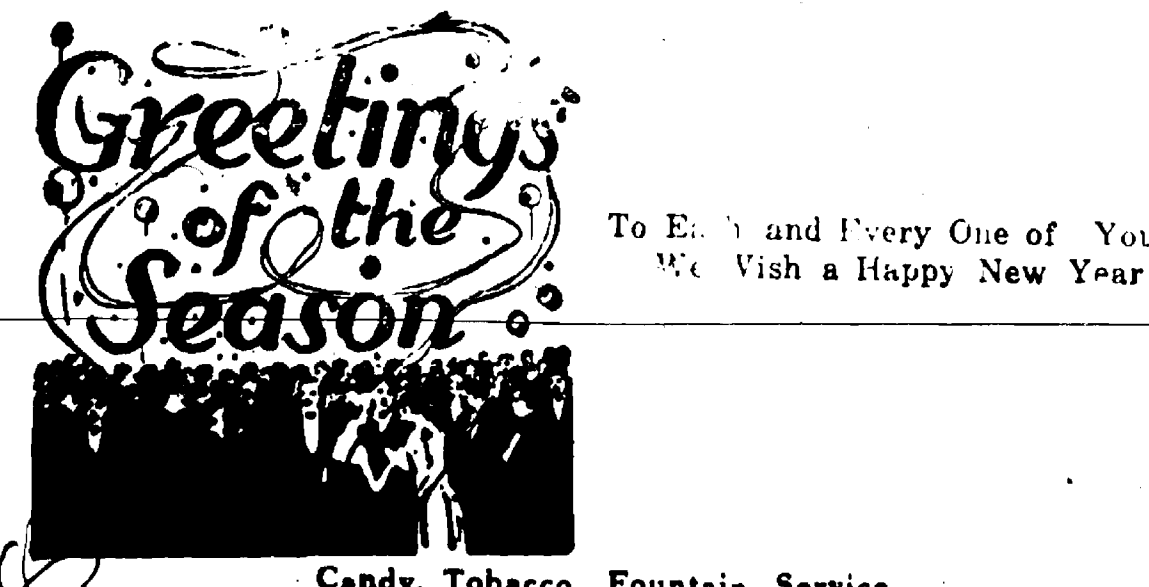 Greetings
of the
Season
To Each and Every One of You
We Wish a Happy New Year
Candy, Tobacco, Fountain Service